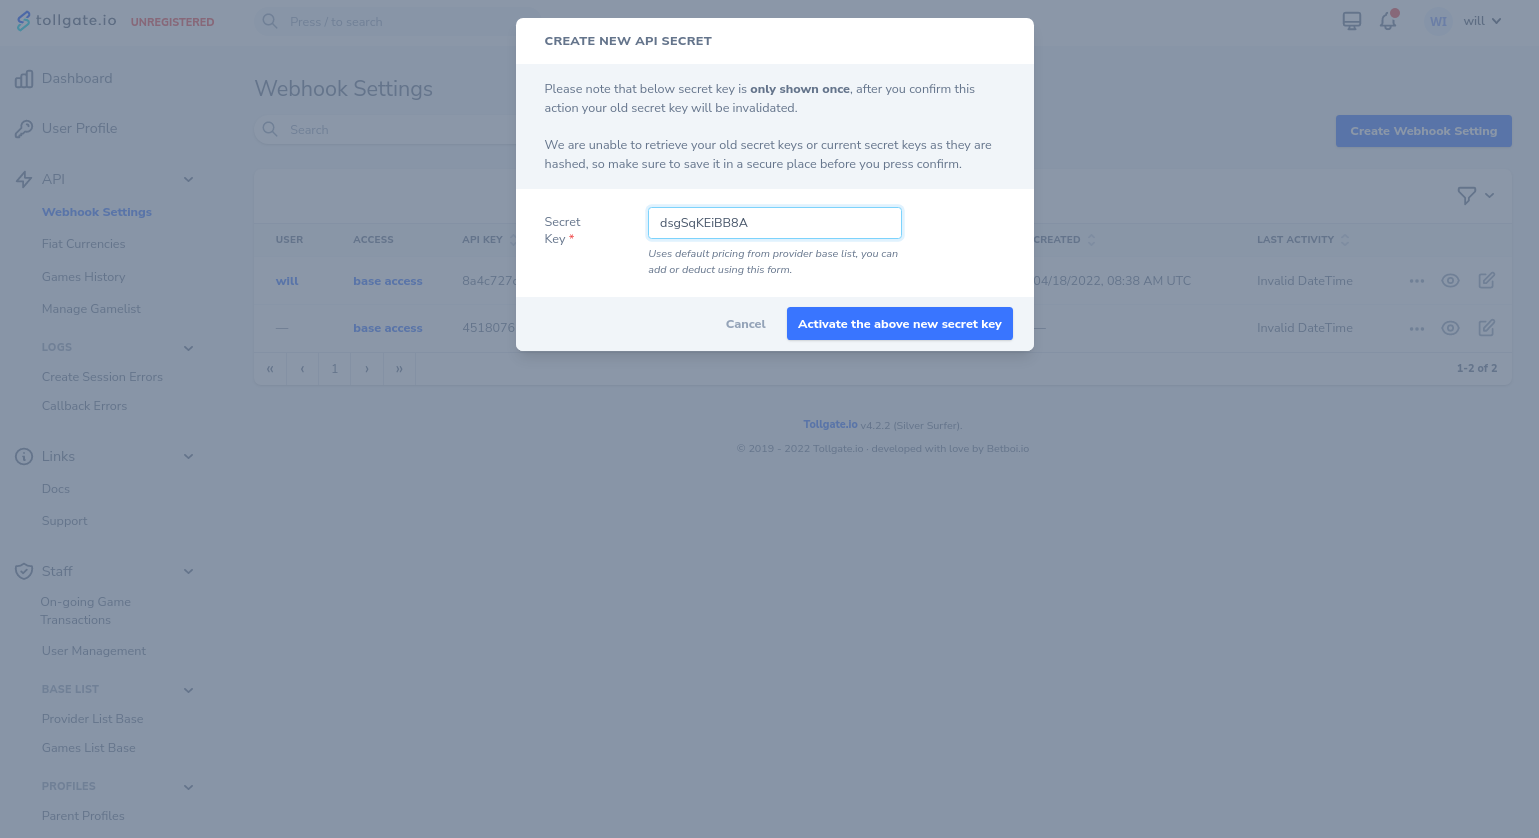 tollgate.io UNREGISTERED
Press / to search
WI will
CREATE NEW API SECRET
Please note that below secret key is only shown once, after you confirm this
action your old secret key will be invalidated.
We are unable to retrieve your old secret keys or current secret keys as they are
hashed, so make sure to save it in a secure place before you press confirm.
Secret
Key *
dsgSqKEiBB8A
Uses default pricing from provider base list, you can
add or deduct using this form.
Cancel
Activate the above new secret key
Dashboard
User Profile
API
Webhook Settings
Fiat Currencies
Games History
Manage Gamelist
LOGS
Create Session Errors
Callback Errors
Links
Docs
Support
Staff
On-going Game
Transactions
User Management
BASE LIST
Provider List Base
Games List Base
PROFILES
Parent Profiles
Webhook Settings
Search
Create Webhook Setting
USER ACCESS API KEY CREATED LAST ACTIVITY
will base access 8a4c727 04/18/2022, 08:38 AM UTC Invalid DateTime
— base access 4518076 — Invalid DateTime
« ‹ 1 › »
1-2 of 2
Tollgate.io v4.2.2 (Silver Surfer).
© 2019 - 2022 Tollgate.io · developed with love by Betboi.io